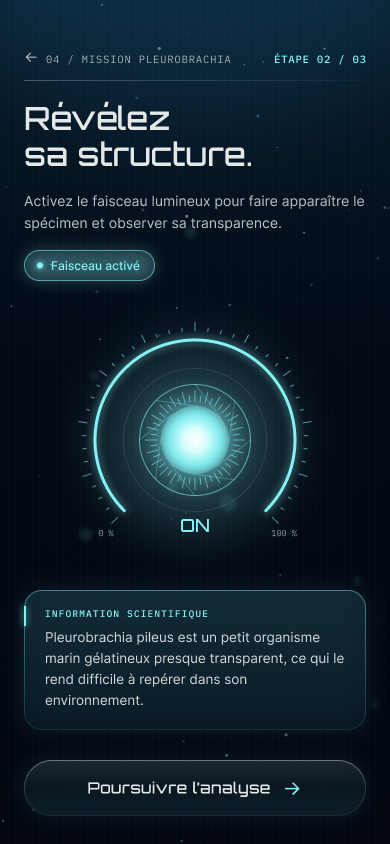 ← 04 / MISSION PLEUROBRACHIA ÉTAPE 02 / 03
Révélez
sa structure.
Activez le faisceau lumineux pour faire apparaître le
spécimen et observer sa transparence.
Faisceau activé
ON
0 % 100 %
INFORMATION SCIENTIFIQUE
Pleurobrachia pileus est un petit organisme
marin gélatineux presque transparent, ce qui le
rend difficile à repérer dans son
environnement.
Poursuivre l'analyse →